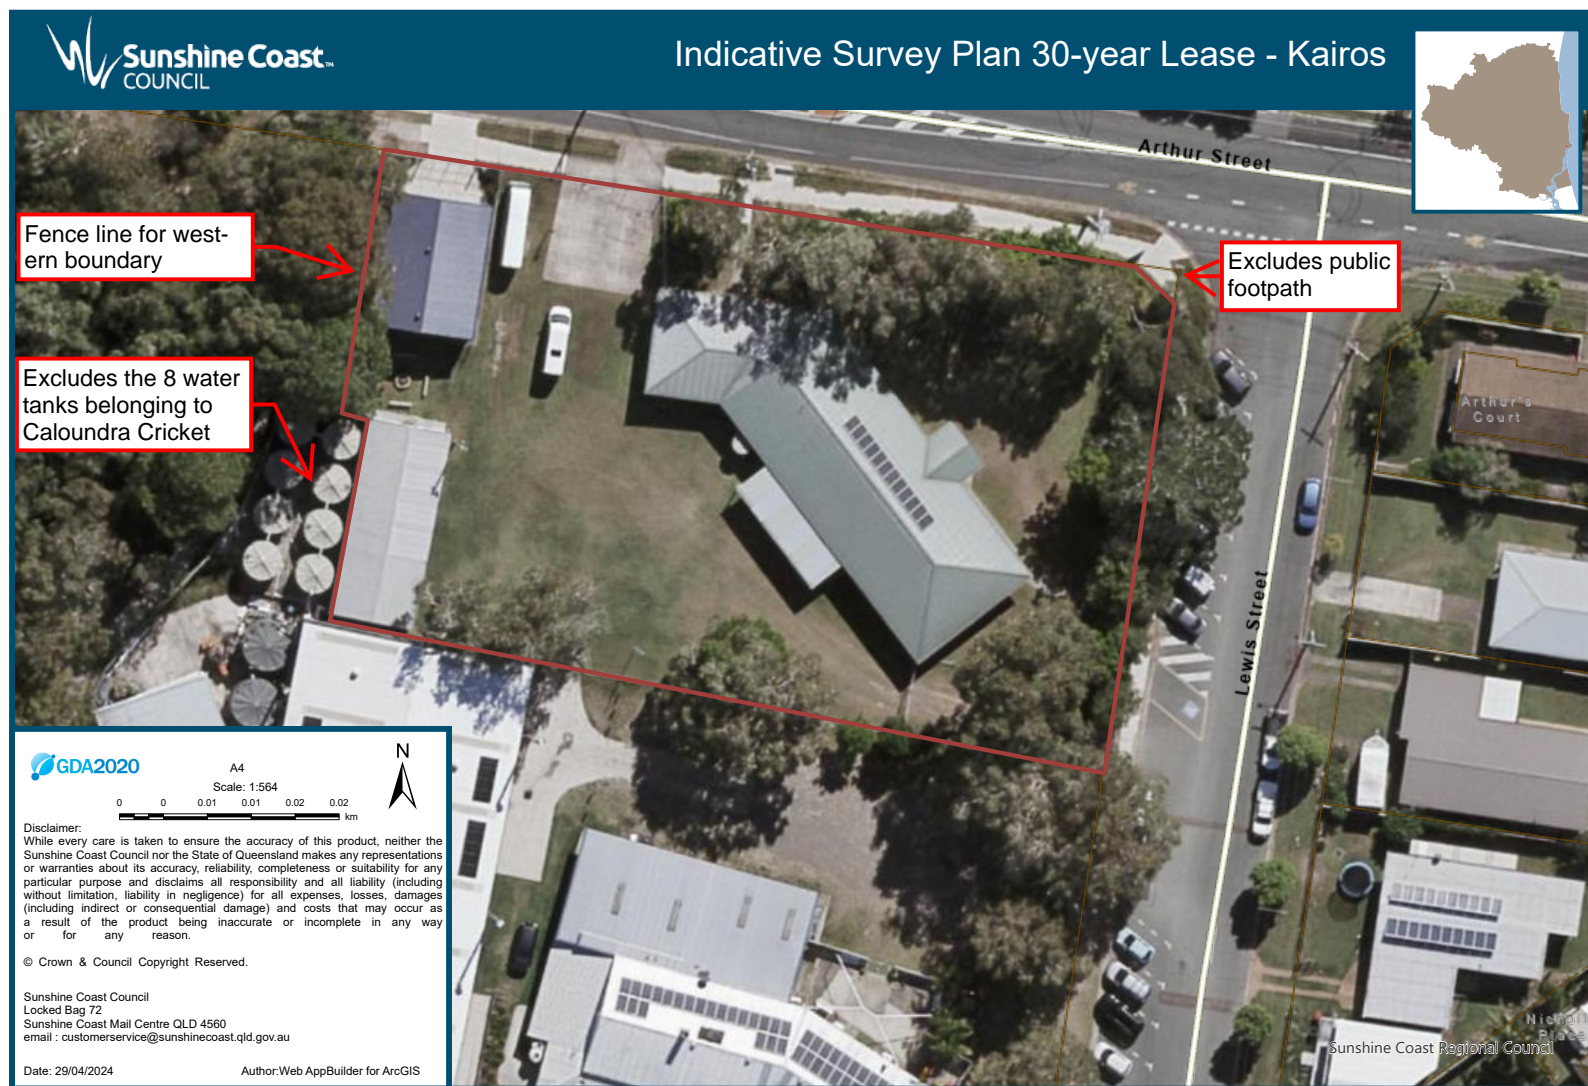 Sunshine Coast™
COUNCIL
Indicative Survey Plan 30-year Lease - Kairos
Arthur Street
Fence line for west-
ern boundary
Excludes public
footpath
Excludes the 8 water
tanks belonging to
Caloundra Cricket
Arthur's
Court
Lewis Street
GDA2020
A4
Scale: 1:564
N
0 0 0.01 0.01 0.02 0.02
km
Disclaimer:
While every care is taken to ensure the accuracy of this product, neither the
Sunshine Coast Council nor the State of Queensland makes any representations
or warranties about its accuracy, reliability, completeness or suitability for any
particular purpose and disclaims all responsibility and all liability (including
without limitation, liability in negligence) for all expenses, losses, damages
(including indirect or consequential damage) and costs that may occur as
a result of the product being inaccurate or incomplete in any way
or for any reason.
© Crown & Council Copyright Reserved.
Sunshine Coast Council
Locked Bag 72
Sunshine Coast Mail Centre QLD 4560
email : customerservice@sunshinecoast.qld.gov.au
Date: 29/04/2024
Author:Web AppBuilder for ArcGIS
Place
Sunshine Coast Regional Council